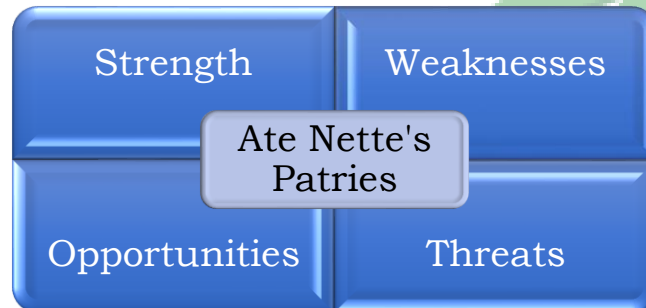 Strength
Weaknesses
Ate Nette's
Patries
Opportunities
Threats